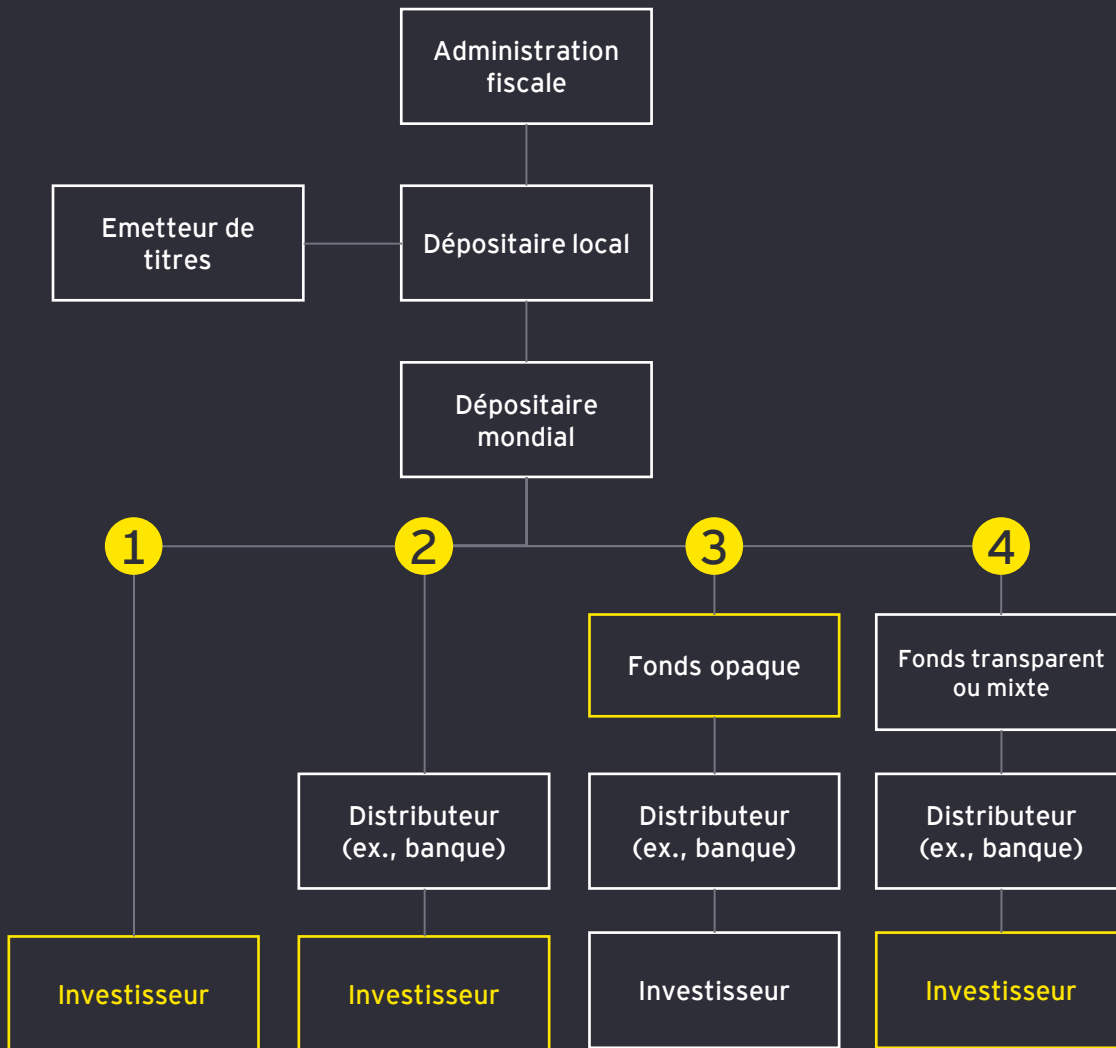 Administration
fiscale
Emetteur de
titres
Dépositaire local
Dépositaire
mondial
1
2
3
4
Fonds opaque
Fonds transparent
ou mixte
Distributeur
(ex., banque)
Distributeur
(ex., banque)
Distributeur
(ex., banque)
Investisseur
Investisseur
Investisseur
Investisseur